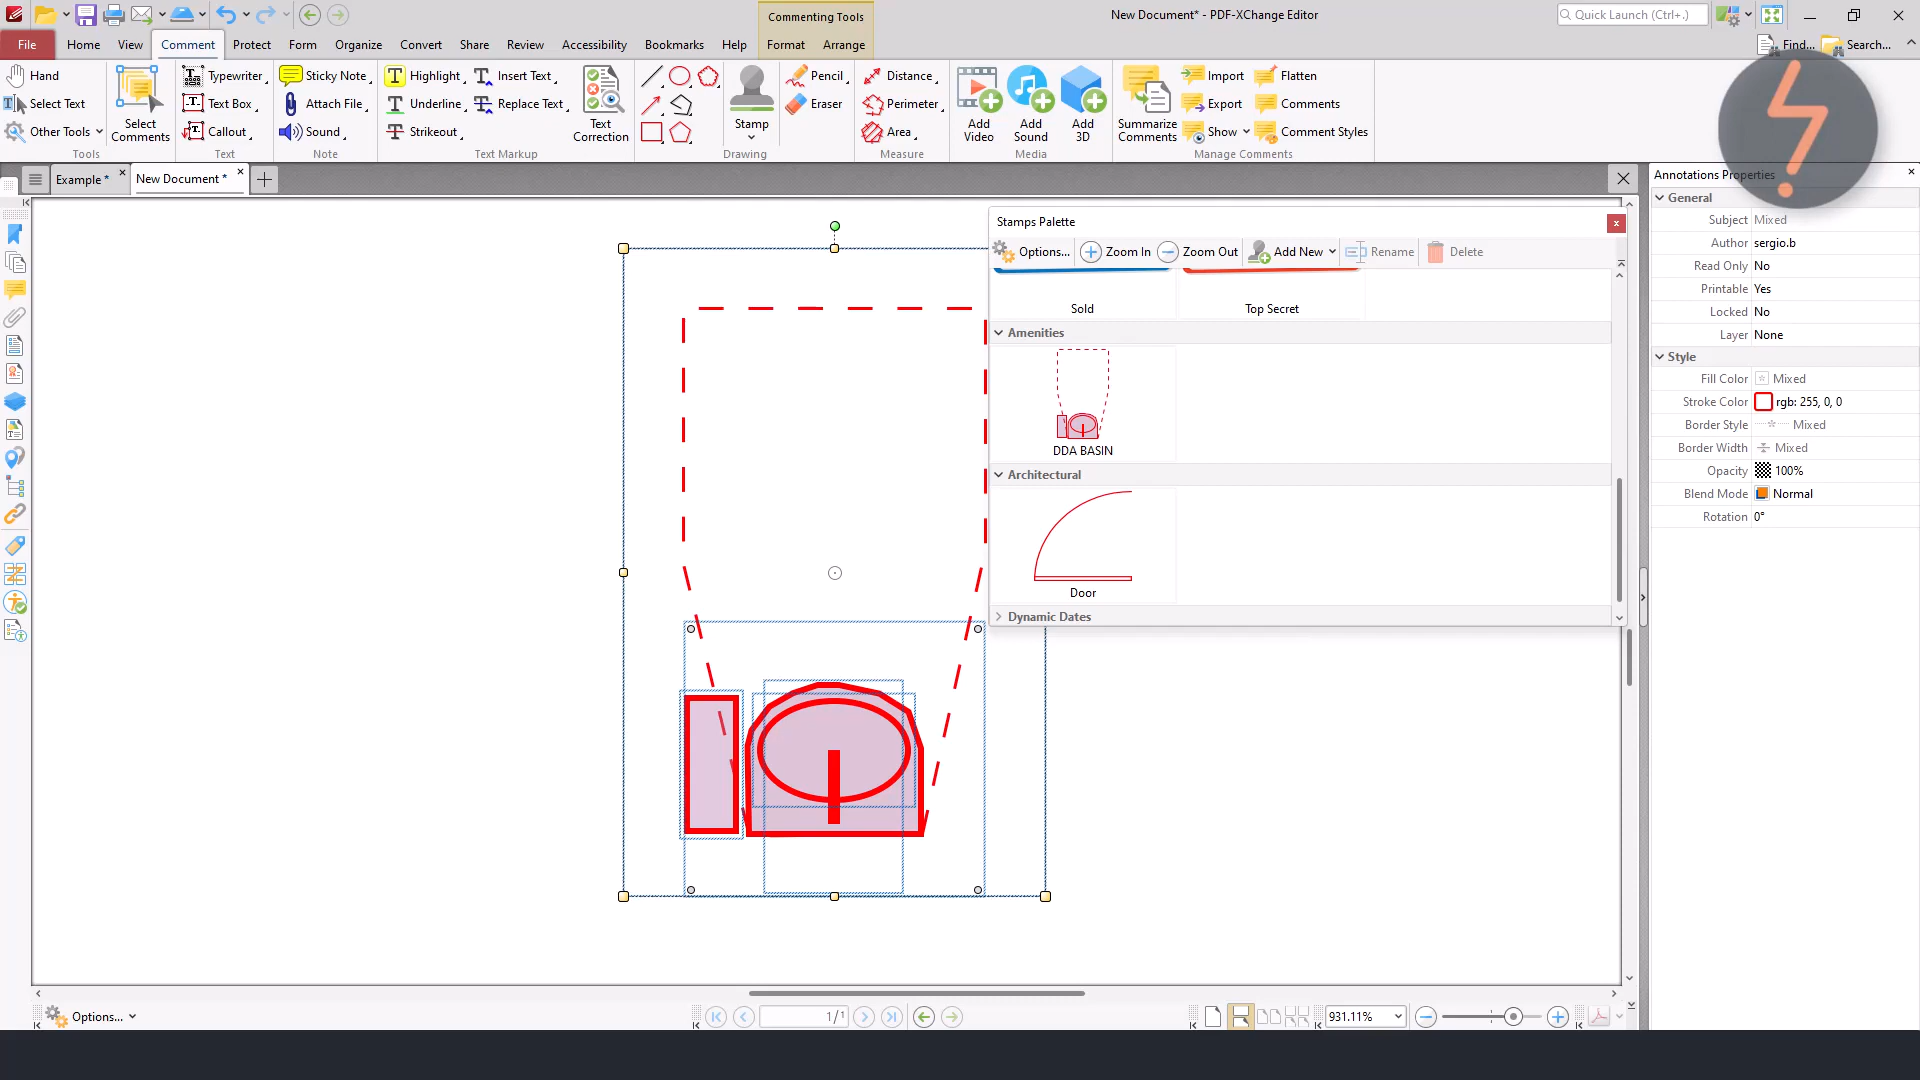 Commenting Tools
New Document* - PDF-XChange Editor
Quick Launch (Ctrl+.)
File
Home
View
Comment
Protect
Form
Organize
Convert
Share
Review
Accessibility
Bookmarks
Help
Format
Arrange
Find...
Search...
Hand
Select Text
Other Tools
Select Comments
Tools
Typewriter
Text Box
Callout
Text
Sticky Note
Attach File
Sound
Note
Highlight
Underline
Strikeout
Insert Text
Replace Text
Text Correction
Text Markup
Stamp
Pencil
Eraser
Drawing
Distance
Perimeter
Area
Measure
Add Video
Add Sound
Add 3D
Media
Summarize Comments
Import
Export
Show
Flatten
Comments
Comment Styles
Manage Comments
Example *
New Document *
Stamps Palette
Options...
Zoom In
Zoom Out
Add New
Rename
Delete
Sold
Top Secret
Amenities
DDA BASIN
Architectural
Door
Dynamic Dates
Annotations Properties
General
Subject Mixed
Author sergio.b
Read Only No
Printable Yes
Locked No
Layer None
Style
Fill Color Mixed
Stroke Color rgb: 255, 0, 0
Border Style Mixed
Border Width Mixed
Opacity 100%
Blend Mode Normal
Rotation 0°
Options...
1/1
931.11%